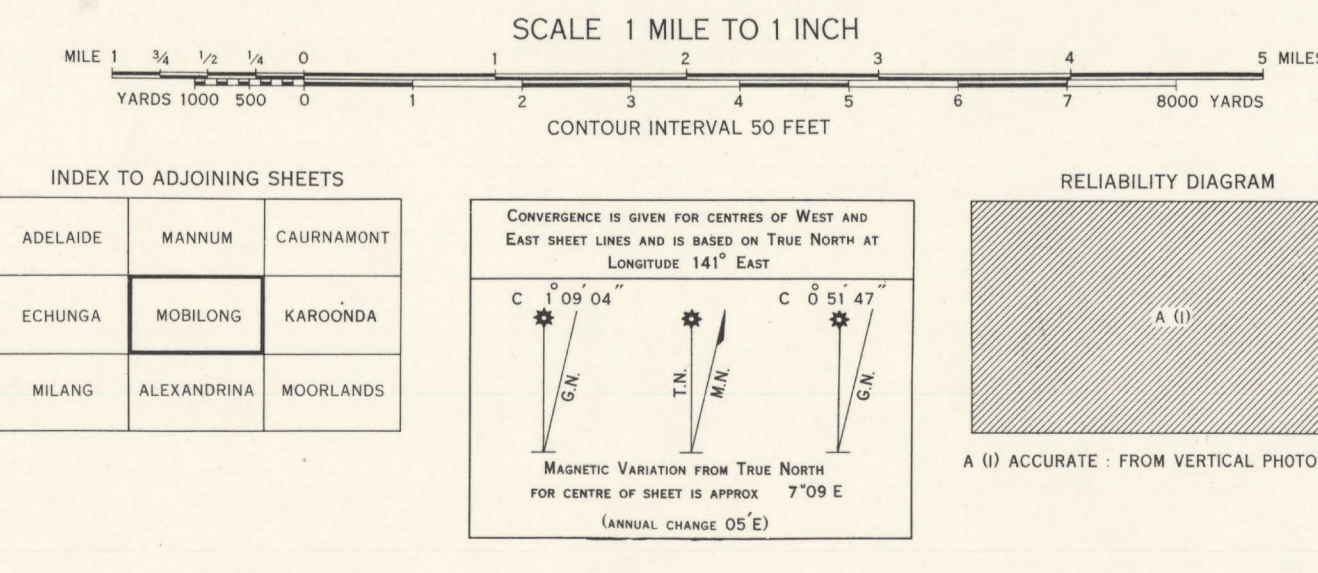 SCALE 1 MILE TO 1 INCH
MILE 1 ¾ ½ ¼ 0 1 2 3 4 5 MILES
YARDS 1000 500 0 1 2 3 4 5 6 7 8000 YARDS
CONTOUR INTERVAL 50 FEET
INDEX TO ADJOINING SHEETS
ADELAIDE MANNUM CAURNAMONT
ECHUNGA MOBILONG KAROONDA
MILANG ALEXANDRINA MOORLANDS
CONVERGENCE IS GIVEN FOR CENTRES OF WEST AND
EAST SHEET LINES AND IS BASED ON TRUE NORTH AT
LONGITUDE 141° EAST
C 1° 09′ 04″ C 0° 51′ 47″
G.N. T.N. M.N. G.N.
MAGNETIC VARIATION FROM TRUE NORTH
FOR CENTRE OF SHEET IS APPROX 7°09 E
(ANNUAL CHANGE 05′E)
RELIABILITY DIAGRAM
A (I)
A (I) ACCURATE : FROM VERTICAL PHOTO